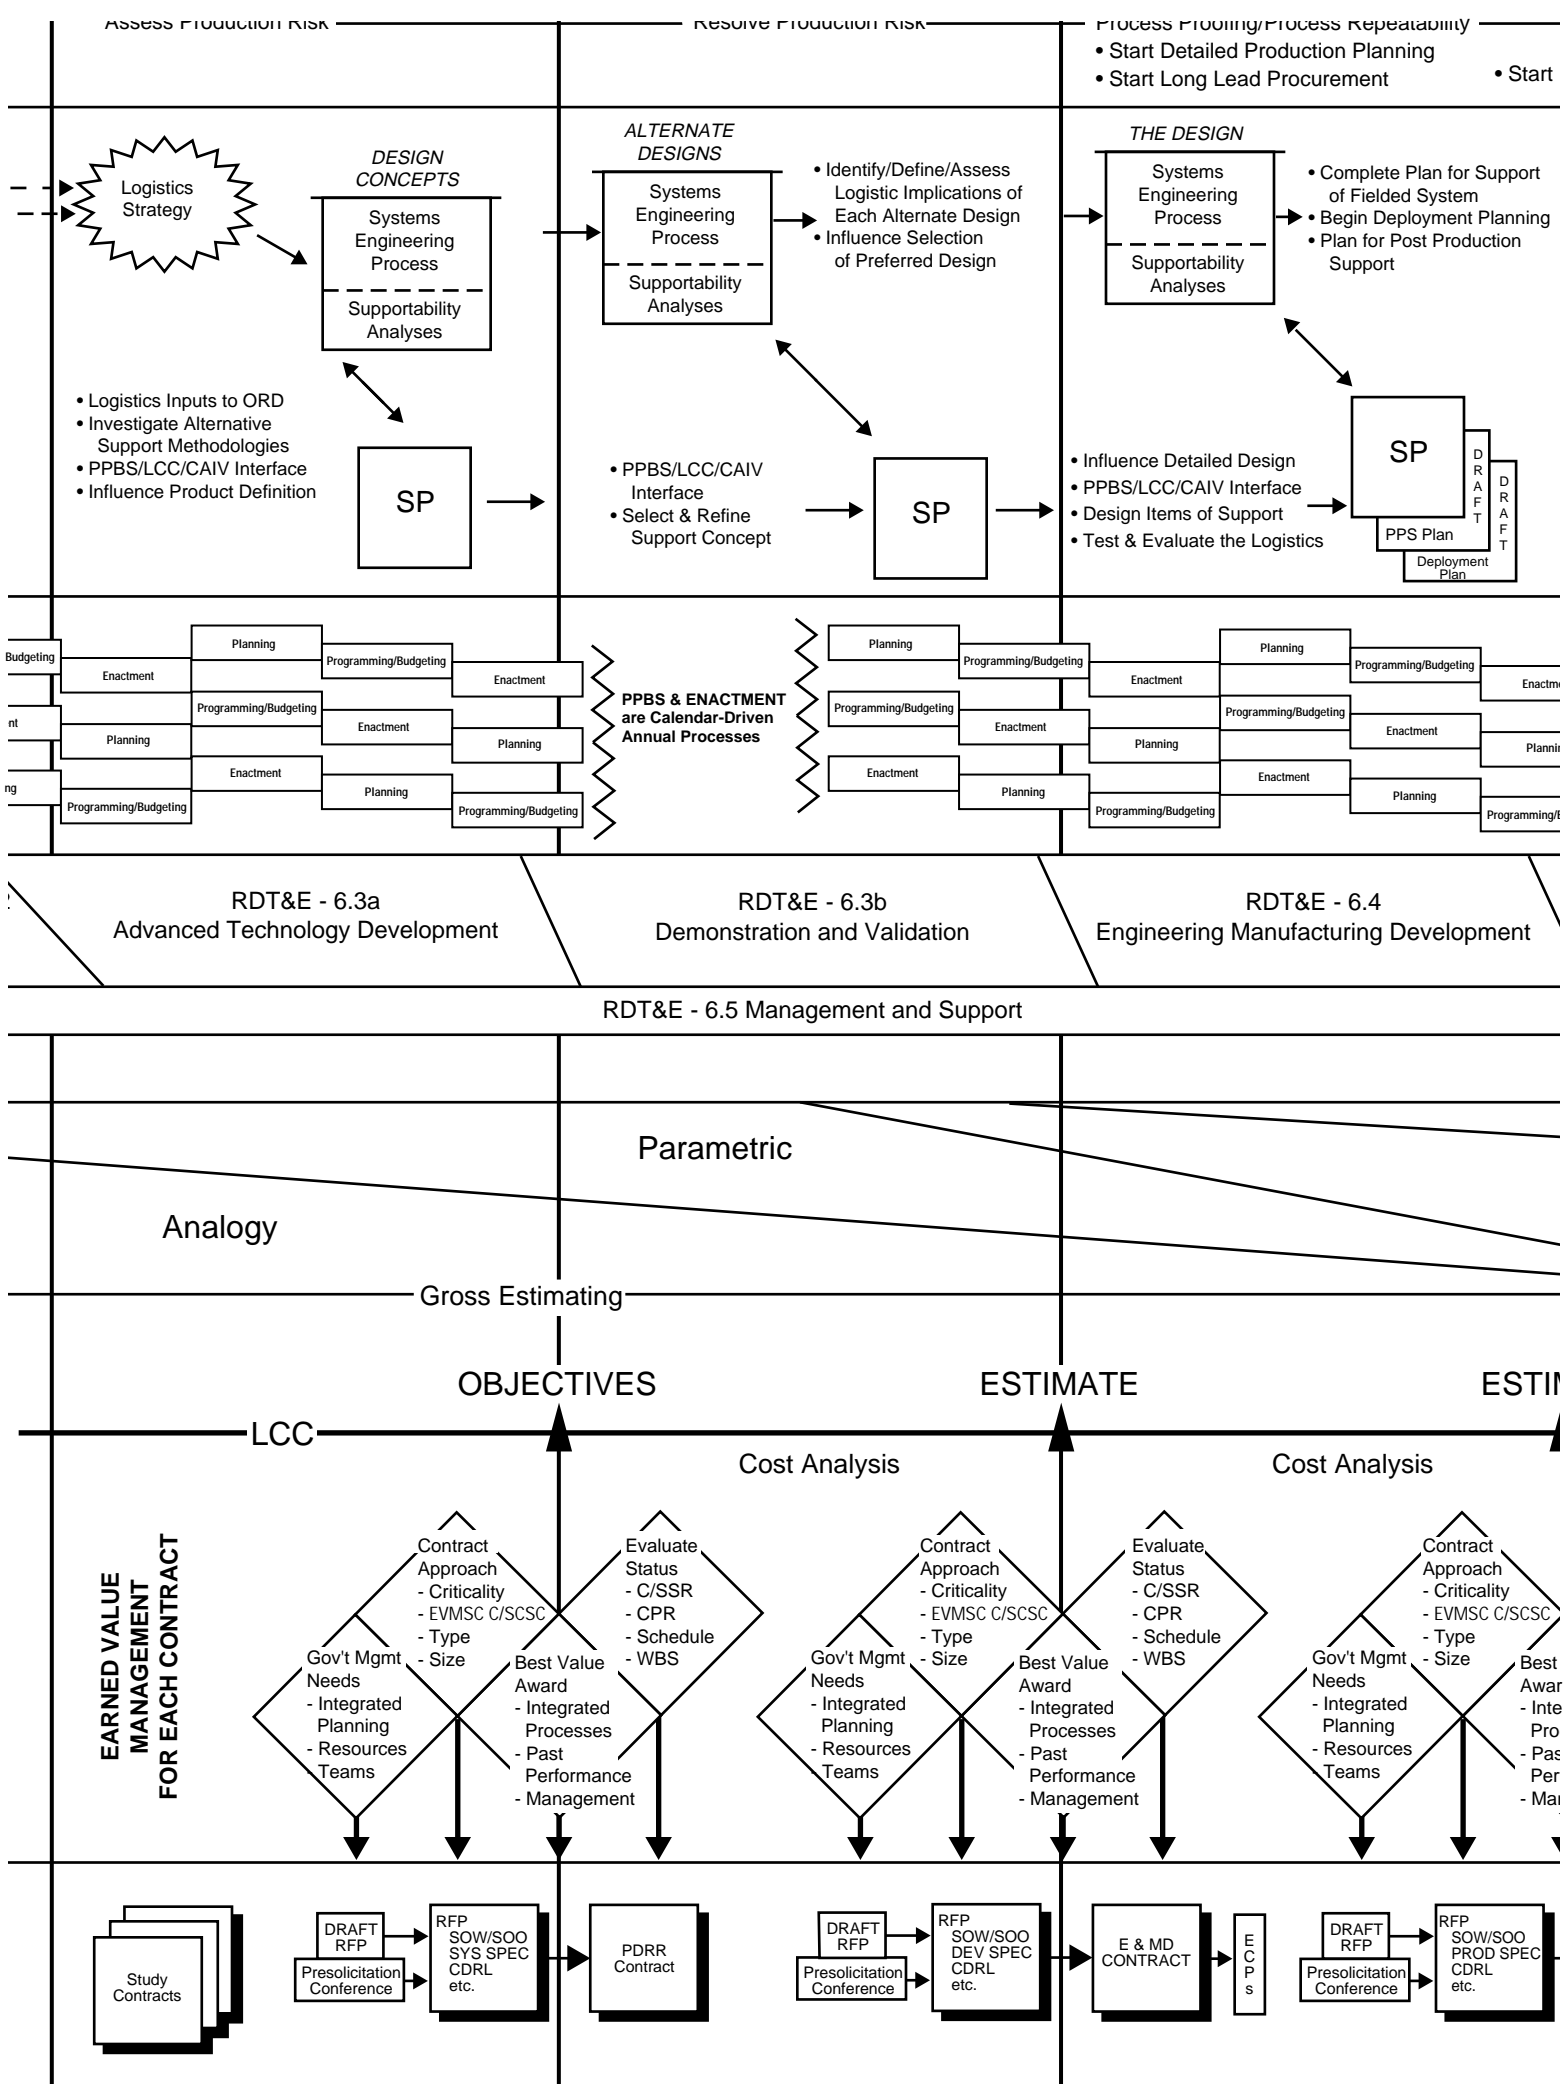 Assess Production Risk
Resolve Production Risk
Process Proofing/Process Repeatability
• Start Detailed Production Planning
• Start Long Lead Procurement
• Start
Logistics
Strategy
DESIGN
CONCEPTS
Systems
Engineering
Process
Supportability
Analyses
• Logistics Inputs to ORD
• Investigate Alternative
Support Methodologies
• PPBS/LCC/CAIV Interface
• Influence Product Definition
SP
ALTERNATE
DESIGNS
Systems
Engineering
Process
Supportability
Analyses
• Identify/Define/Assess
Logistic Implications of
Each Alternate Design
• Influence Selection
of Preferred Design
• PPBS/LCC/CAIV
Interface
• Select & Refine
Support Concept
SP
THE DESIGN
Systems
Engineering
Process
Supportability
Analyses
• Complete Plan for Support
of Fielded System
• Begin Deployment Planning
• Plan for Post Production
Support
• Influence Detailed Design
• PPBS/LCC/CAIV Interface
• Design Items of Support
• Test & Evaluate the Logistics
SP
DRAFT
PPS Plan
DRAFT
Deployment
Plan
Budgeting
Enactment
Planning
Programming/Budgeting
Enactment
nt
Planning
Programming/Budgeting
Enactment
Planning
ng
Programming/Budgeting
Enactment
Planning
Programming/Budgeting
PPBS & ENACTMENT
are Calendar-Driven
Annual Processes
Planning
Programming/Budgeting
Enactment
Planning
Programming/Budgeting
Enactme
Programming/Budgeting
Enactment
Planning
Programming/Budgeting
Enactment
Plannin
Enactment
Planning
Programming/Budgeting
Enactment
Planning
Programming/B
RDT&E - 6.3a
Advanced Technology Development
RDT&E - 6.3b
Demonstration and Validation
RDT&E - 6.4
Engineering Manufacturing Development
RDT&E - 6.5 Management and Support
Parametric
Analogy
Gross Estimating
OBJECTIVES
ESTIMATE
ESTIM
LCC
Cost Analysis
Cost Analysis
EARNED VALUE
MANAGEMENT
FOR EACH CONTRACT
Gov't Mgmt
Needs
- Integrated
Planning
- Resources
- Teams
Contract
Approach
- Criticality
- EVMSC C/SCSC
- Type
- Size
Best Value
Award
- Integrated
Processes
- Past
Performance
- Management
Evaluate
Status
- C/SSR
- CPR
- Schedule
- WBS
Gov't Mgmt
Needs
- Integrated
Planning
- Resources
- Teams
Contract
Approach
- Criticality
- EVMSC C/SCSC
- Type
- Size
Best Value
Award
- Integrated
Processes
- Past
Performance
- Management
Evaluate
Status
- C/SSR
- CPR
- Schedule
- WBS
Gov't Mgmt
Needs
- Integrated
Planning
- Resources
- Teams
Contract
Approach
- Criticality
- EVMSC C/SCSC
- Type
- Size
Best
Awar
- Inte
Pro
- Pas
Per
- Mar
Study
Contracts
DRAFT
RFP
Presolicitation
Conference
RFP
SOW/SOO
SYS SPEC
CDRL
etc.
PDRR
Contract
DRAFT
RFP
Presolicitation
Conference
RFP
SOW/SOO
DEV SPEC
CDRL
etc.
E & MD
CONTRACT
ECPs
DRAFT
RFP
Presolicitation
Conference
RFP
SOW/SOO
PROD SPEC
CDRL
etc.